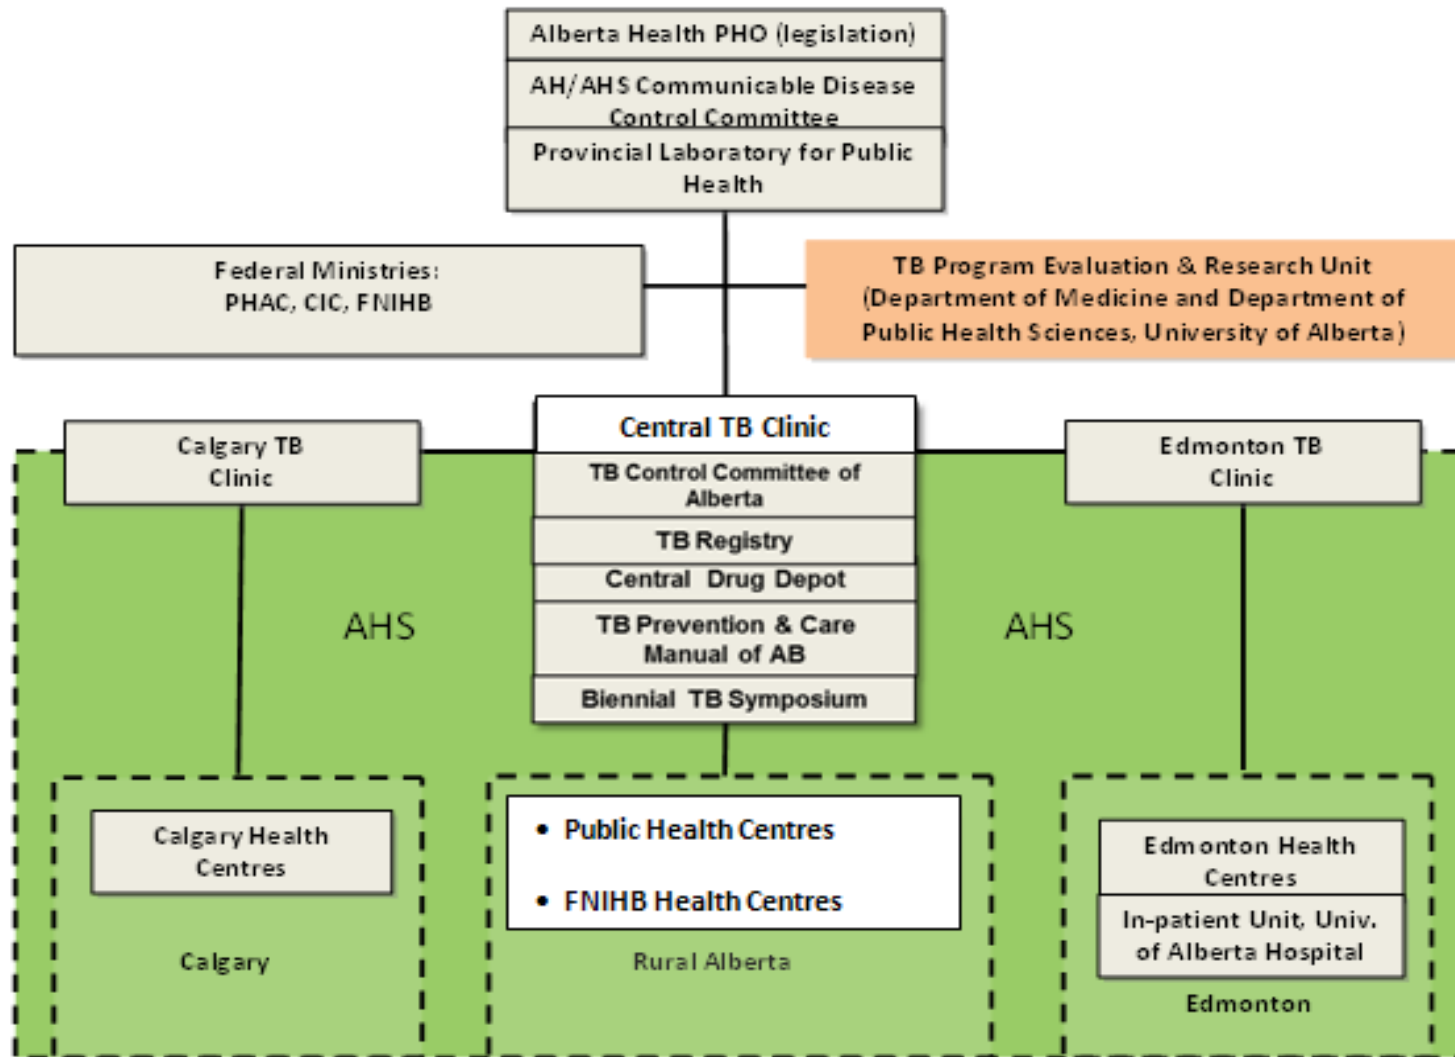 Alberta Health PHO (legislation)
AH/AHS Communicable Disease
Control Committee
Provincial Laboratory for Public
Health
Federal Ministries:
PHAC, CIC, FNIHB
TB Program Evaluation & Research Unit
(Department of Medicine and Department of
Public Health Sciences, University of Alberta)
Calgary TB
Clinic
Central TB Clinic
TB Control Committee of
Alberta
TB Registry
Central Drug Depot
TB Prevention & Care
Manual of AB
Biennial TB Symposium
Edmonton TB
Clinic
AHS
AHS
Calgary Health
Centres
Calgary
• Public Health Centres
• FNIHB Health Centres
Rural Alberta
Edmonton Health
Centres
In-patient Unit, Univ.
of Alberta Hospital
Edmonton